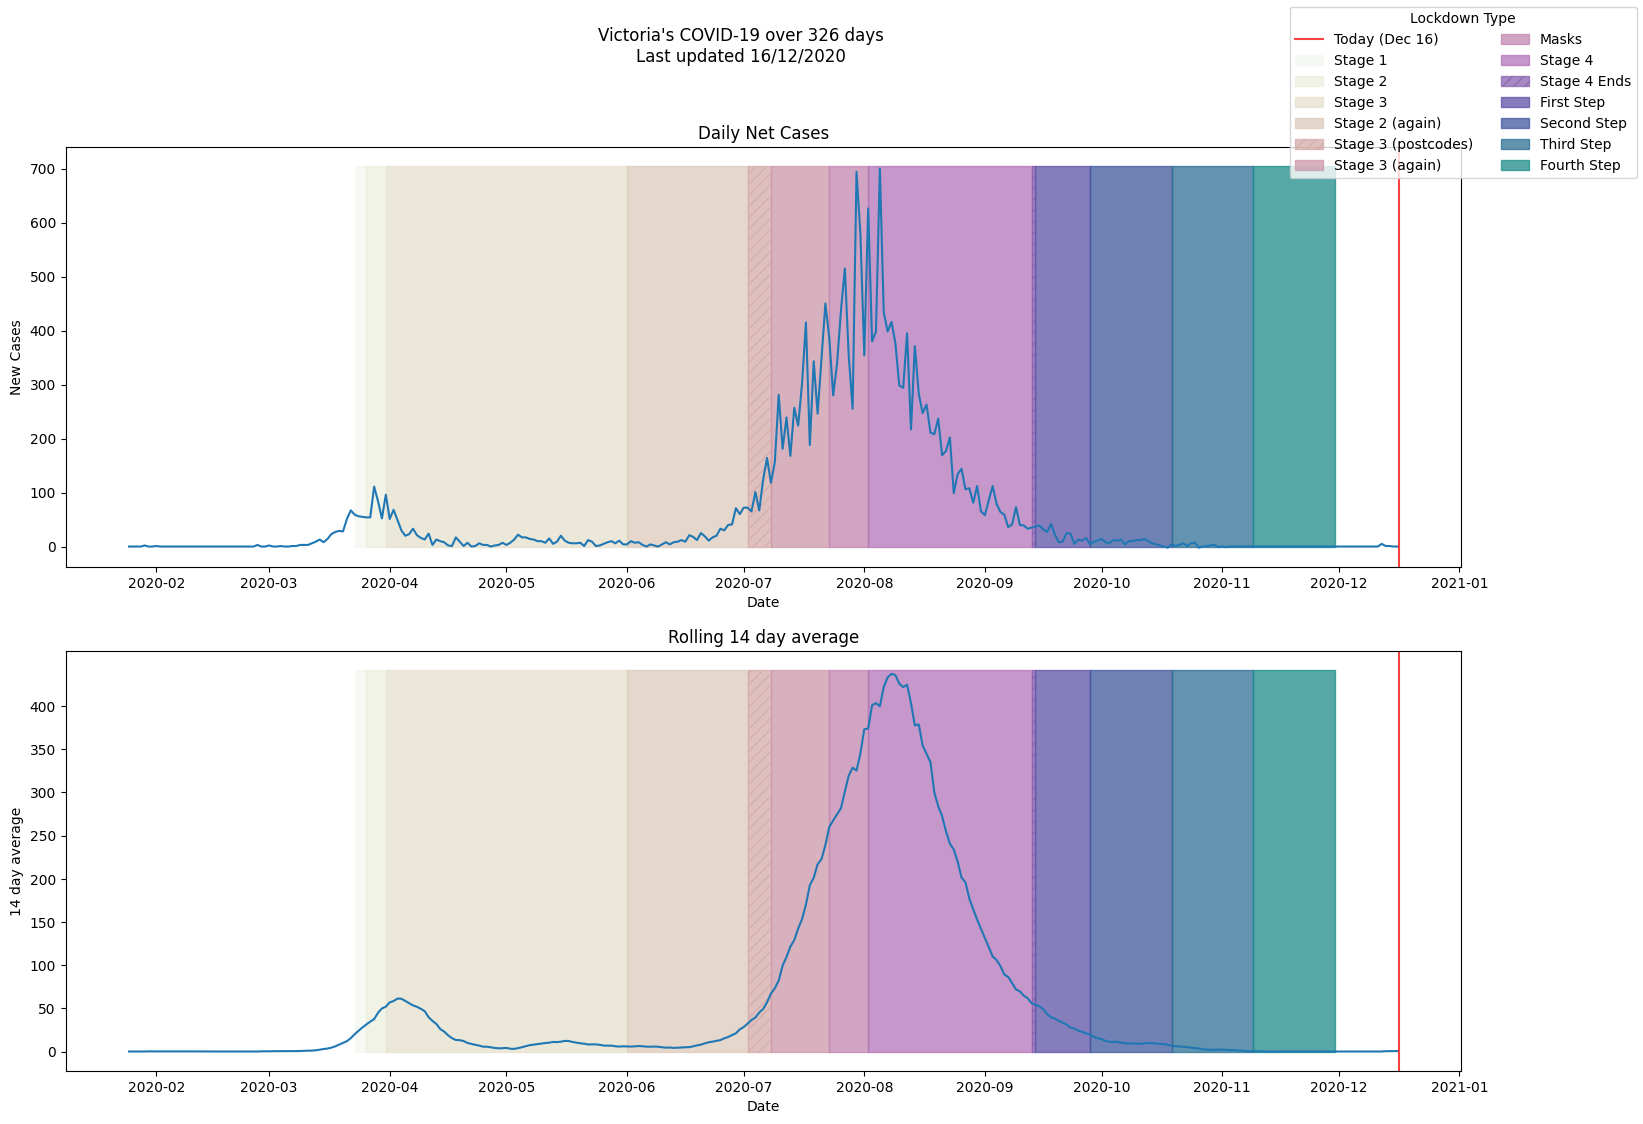 Victoria's COVID-19 over 326 days
Last updated 16/12/2020
Lockdown Type
Today (Dec 16)
Stage 1
Stage 2
Stage 3
Stage 2 (again)
Stage 3 (postcodes)
Stage 3 (again)
Masks
Stage 4
Stage 4 Ends
First Step
Second Step
Third Step
Fourth Step
Daily Net Cases
New Cases
700
600
500
400
300
200
100
0
2020-02 2020-03 2020-04 2020-05 2020-06 2020-07 2020-08 2020-09 2020-10 2020-11 2020-12 2021-01
Date
Rolling 14 day average
14 day average
400
350
300
250
200
150
100
50
0
2020-02 2020-03 2020-04 2020-05 2020-06 2020-07 2020-08 2020-09 2020-10 2020-11 2020-12 2021-01
Date